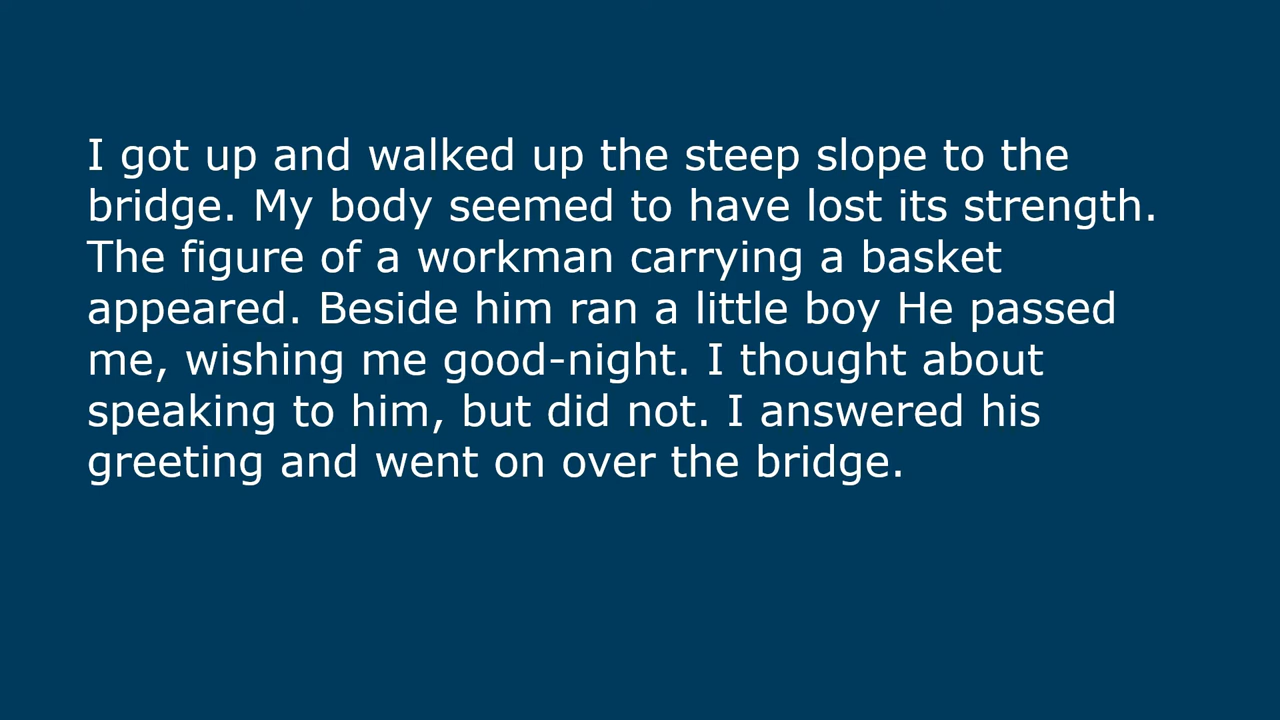 I got up and walked up the steep slope to the
bridge. My body seemed to have lost its strength.
The figure of a workman carrying a basket
appeared. Beside him ran a little boy He passed
me, wishing me good-night. I thought about
speaking to him, but did not. I answered his
greeting and went on over the bridge.